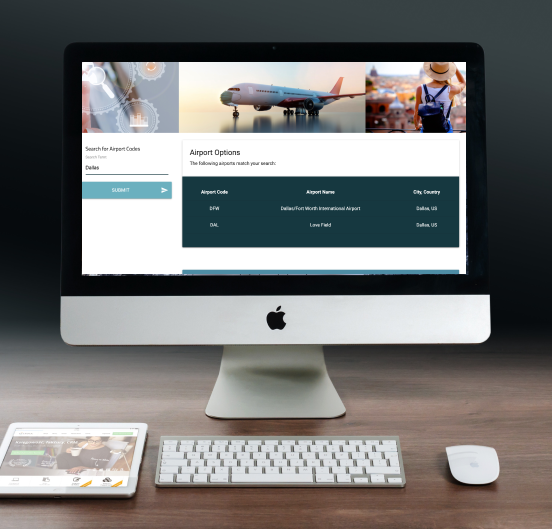 Search for Airport Codes
Search Term
Dallas
SUBMIT
Airport Options
The following airports match your search:
Airport Code Airport Name City, Country
DFW Dallas/Fort Worth International Airport Dallas, US
DAL Love Field Dallas, US